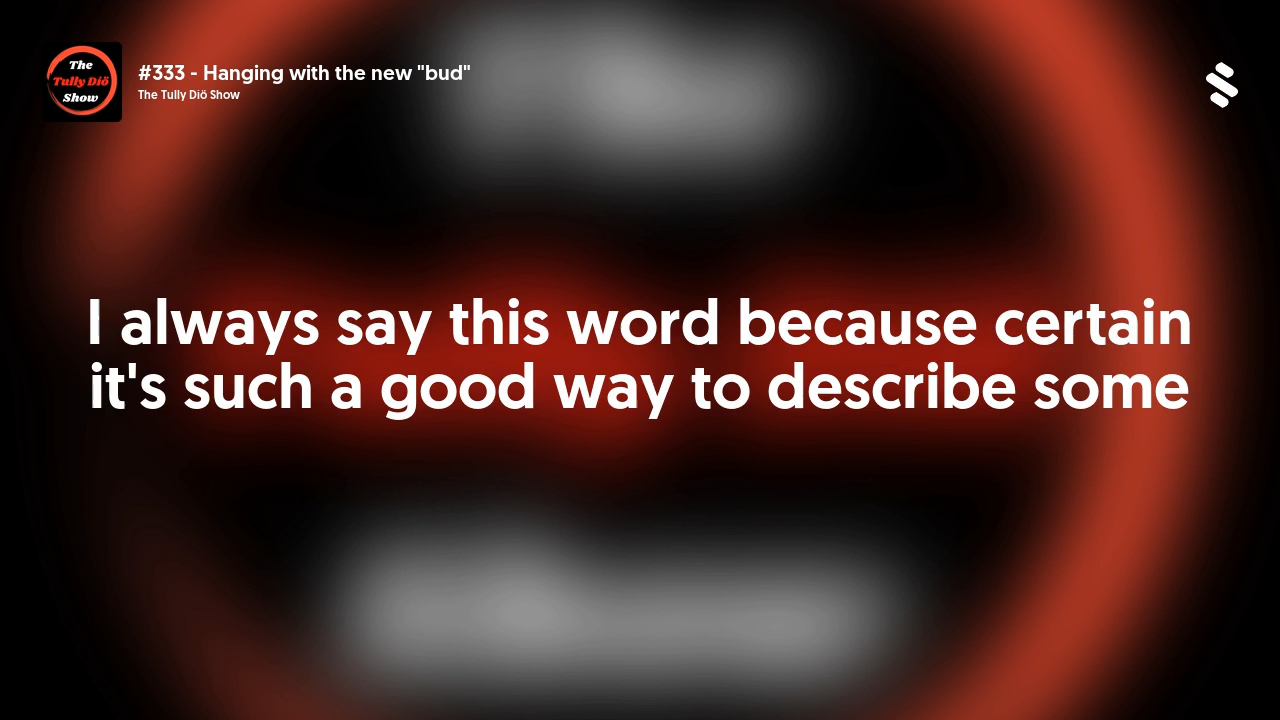 The
Tully Diö
Show
#333 - Hanging with the new "bud"
The Tully Diö Show
I always say this word because certain
it's such a good way to describe some